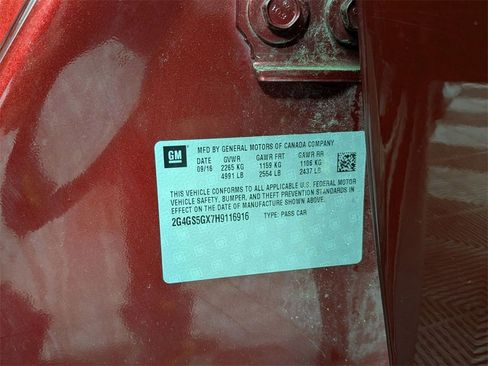 GM
MFD BY GENERAL MOTORS OF CANADA COMPANY
DATE GVWR GAWR FRT GAWR RR
09/16 2265 KG 1159 KG 1106 KG
4991 LB 2554 LB 2437 LB
THIS VEHICLE CONFORMS TO ALL APPLICABLE U.S. FEDERAL MOTOR
VEHICLE SAFETY, BUMPER, AND THEFT PREVENTION STANDARDS IN
EFFECT ON THE DATE OF MANUFACTURE SHOWN ABOVE.
2G4GS5GX7H9116916 TYPE: PASS CAR